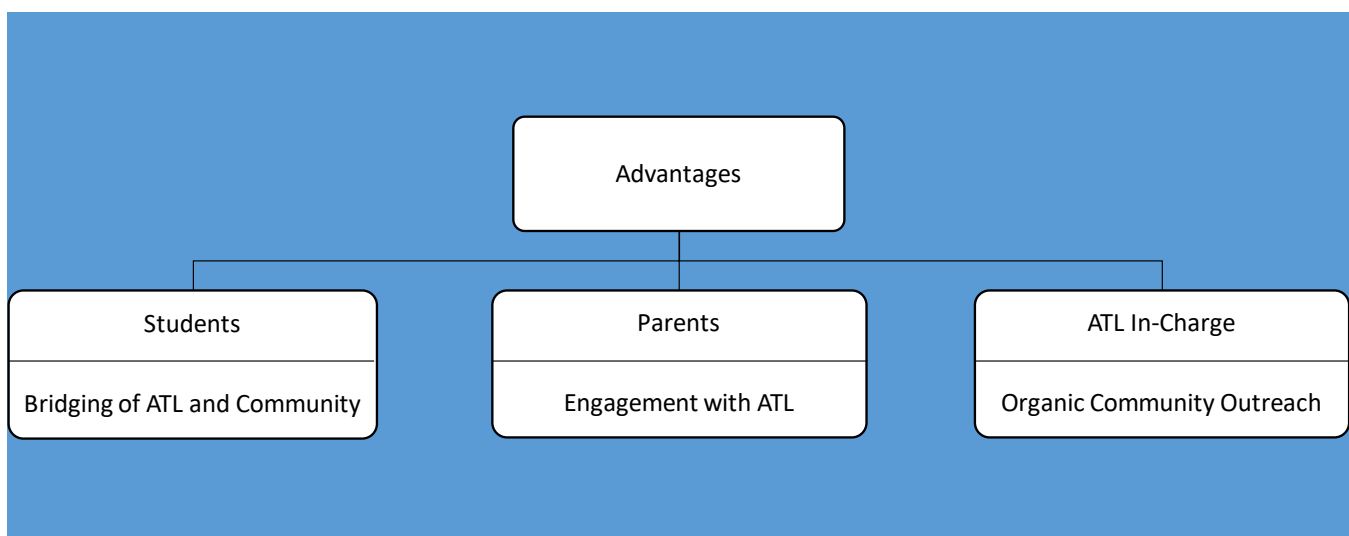 Advantages
Students
Bridging of ATL and Community
Parents
Engagement with ATL
ATL In-Charge
Organic Community Outreach